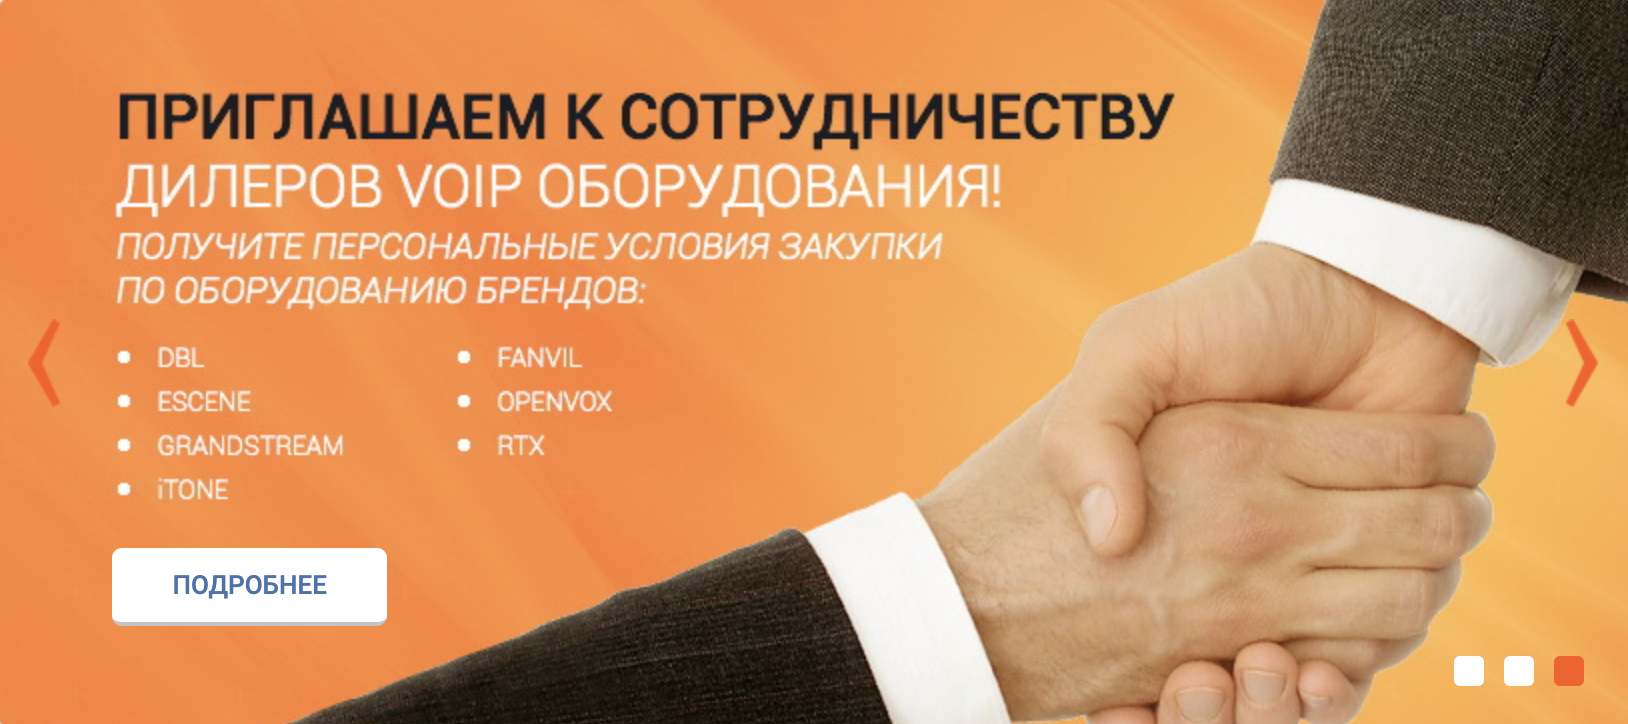 ПРИГЛАШАЕМ К СОТРУДНИЧЕСТВУ
ДИЛЕРОВ VOIP ОБОРУДОВАНИЯ!
ПОЛУЧИТЕ ПЕРСОНАЛЬНЫЕ УСЛОВИЯ ЗАКУПКИ
ПО ОБОРУДОВАНИЮ БРЕНДОВ:
DBL
ESCENE
GRANDSTREAM
iTONE
FANVIL
OPENVOX
RTX
ПОДРОБНЕЕ